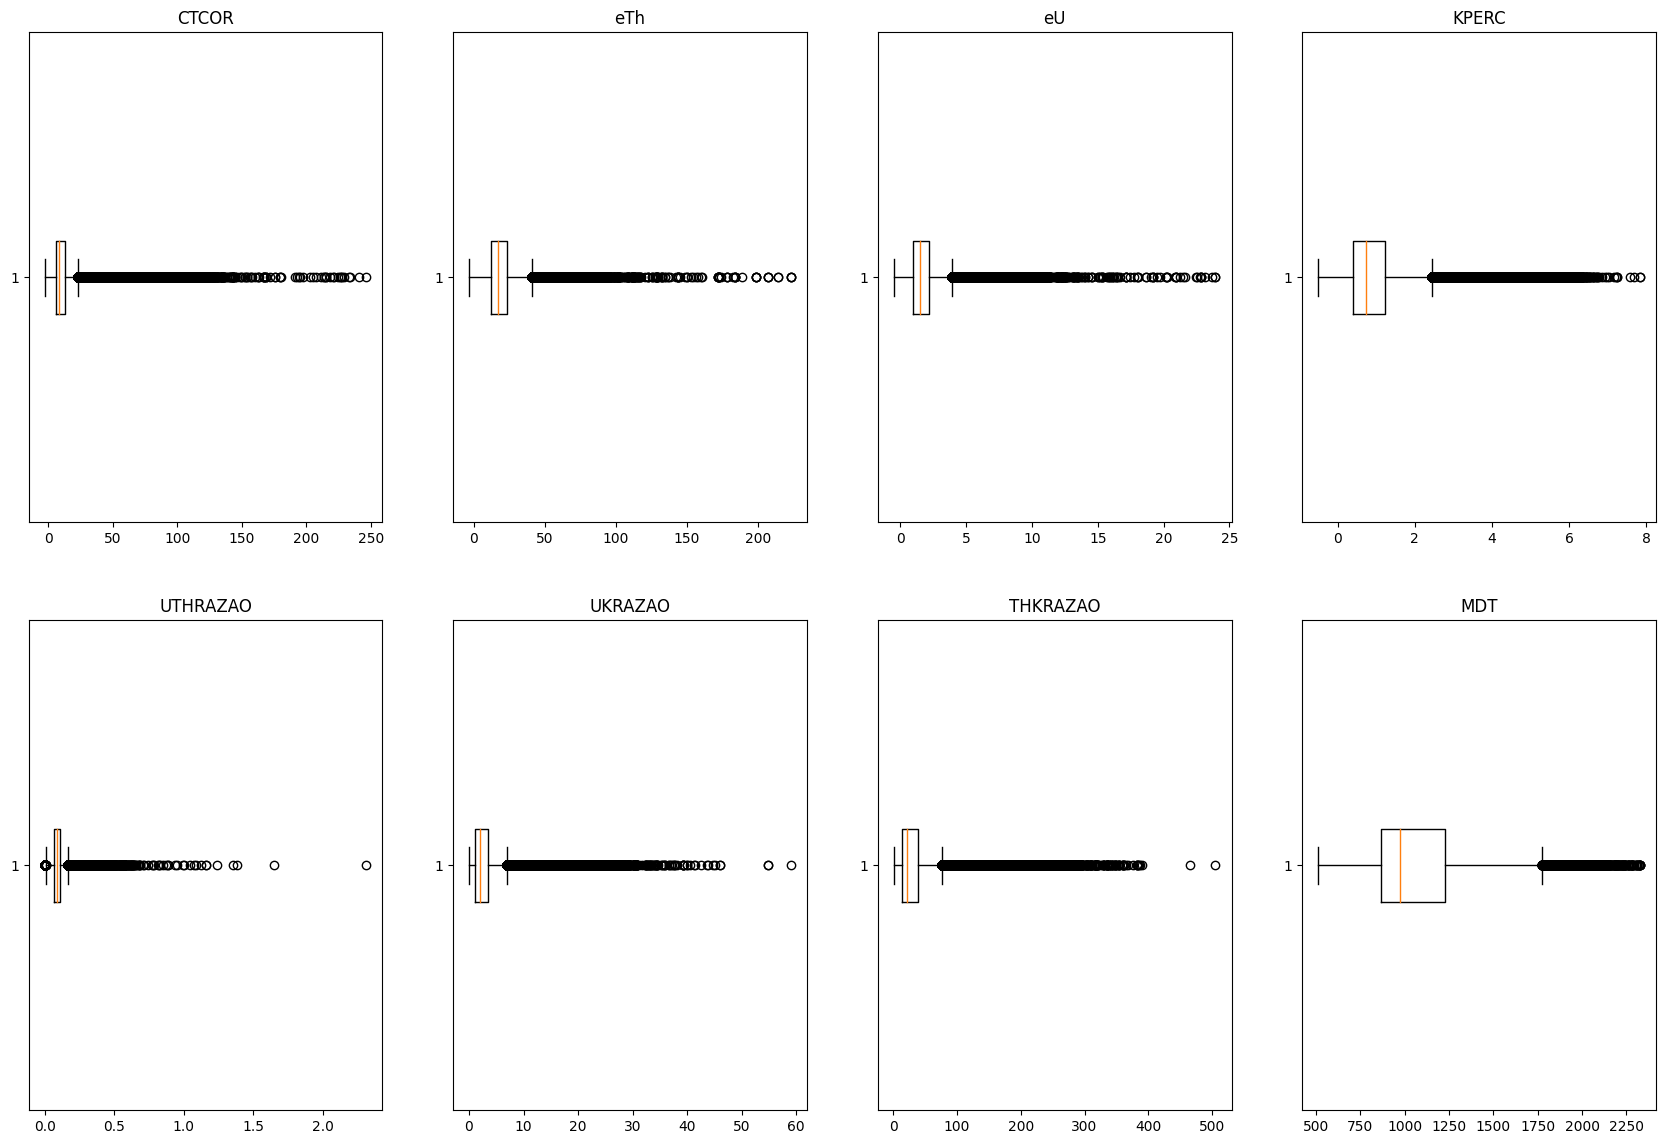 CTCOR eTh eU KPERC
1 1 1 1
0 50 100 150 200 250 0 50 100 150 200 0 5 10 15 20 25 0 2 4 6 8
UTHRAZAO UKRAZAO THKRAZAO MDT
1 1 1 1
0.0 0.5 1.0 1.5 2.0 0 10 20 30 40 50 60 0 100 200 300 400 500 500 750 1000 1250 1500 1750 2000 2250